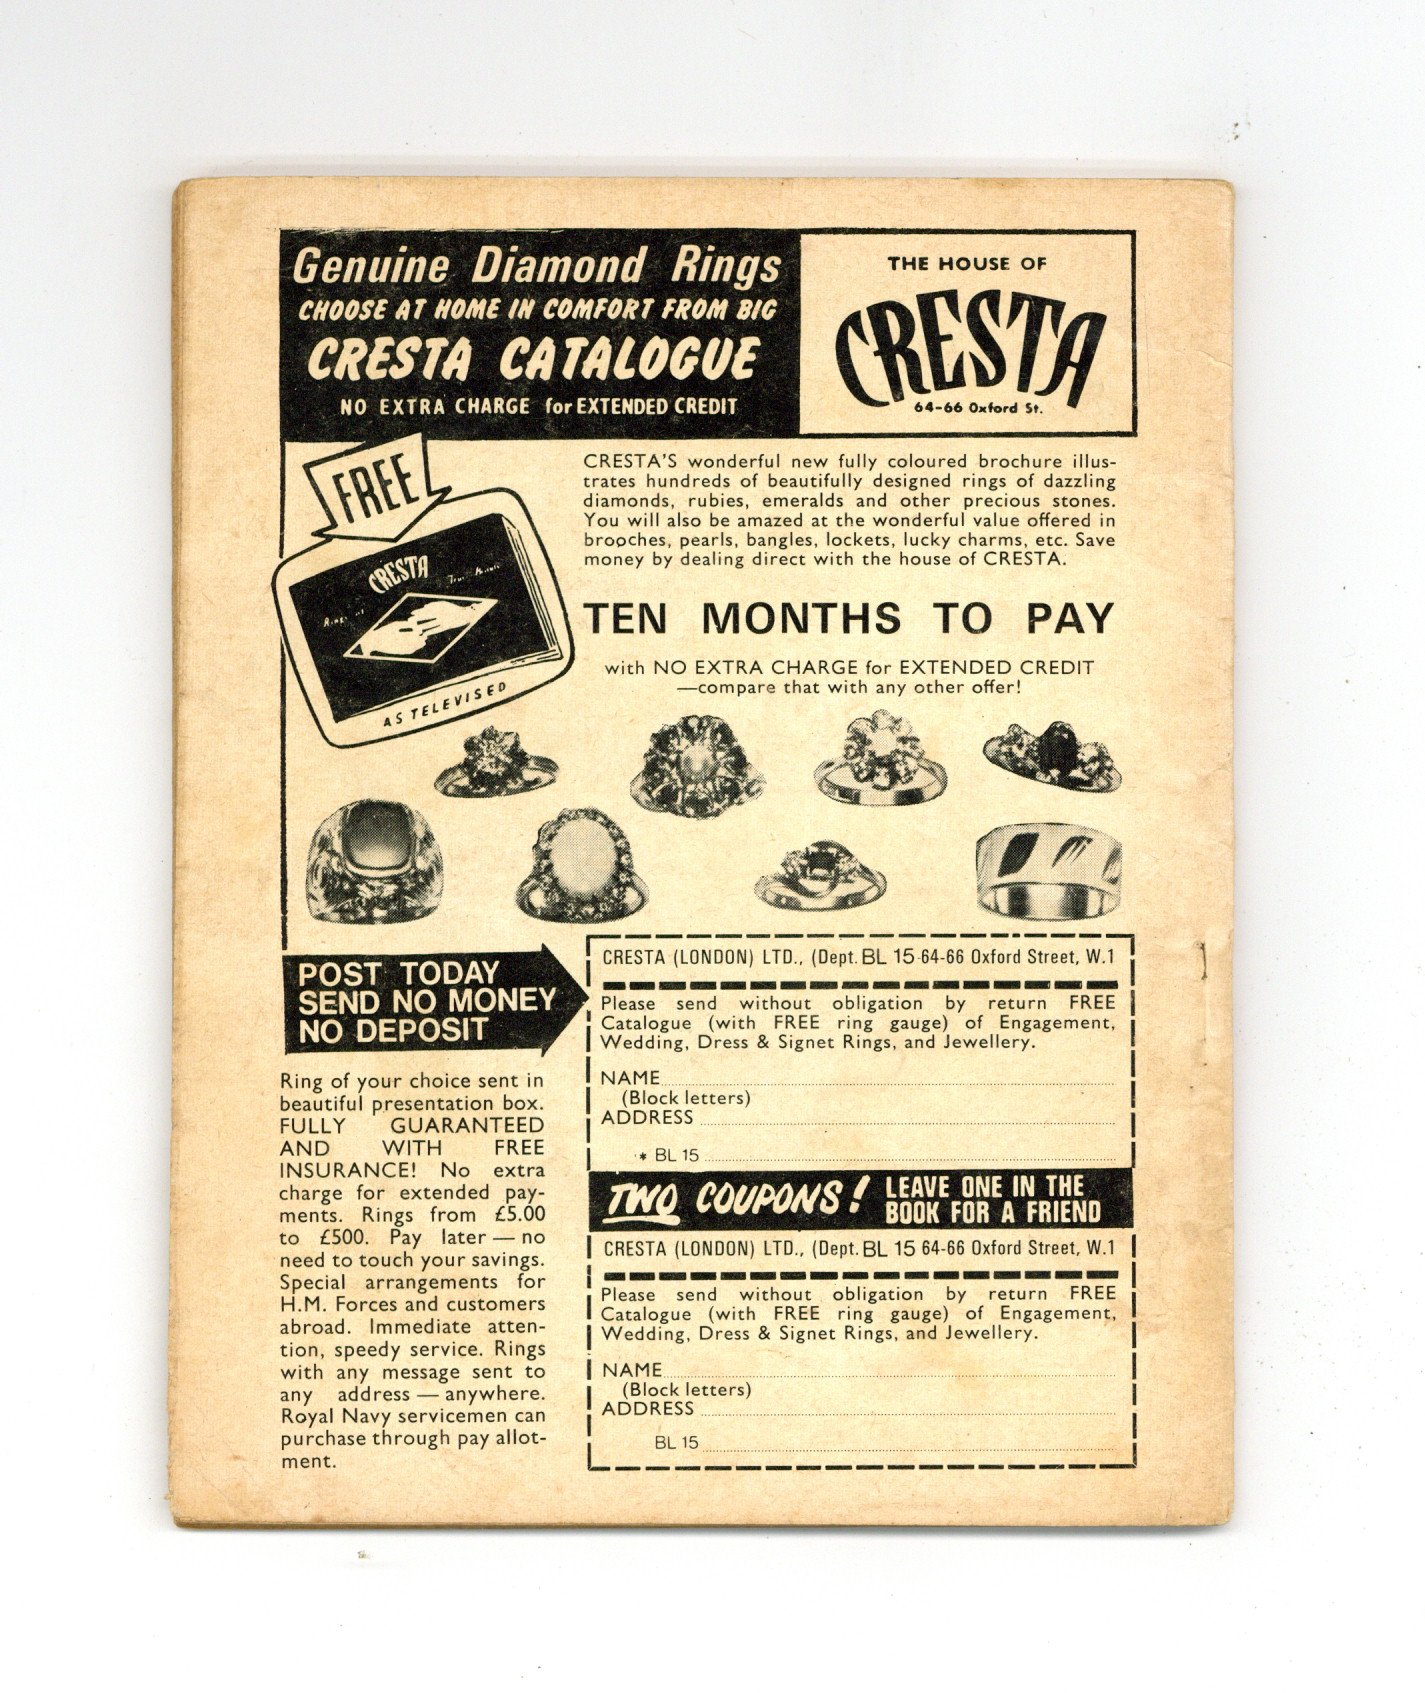 Genuine Diamond Rings
CHOOSE AT HOME IN COMFORT FROM BIG
CRESTA CATALOGUE
NO EXTRA CHARGE for EXTENDED CREDIT
THE HOUSE OF
CRESTA
64-66 Oxford St.
FREE
CRESTA
AS TELEVISED
CRESTA'S wonderful new fully coloured brochure illus-
trates hundreds of beautifully designed rings of dazzling
diamonds, rubies, emeralds and other precious stones.
You will also be amazed at the wonderful value offered in
brooches, pearls, bangles, lockets, lucky charms, etc. Save
money by dealing direct with the house of CRESTA.
TEN MONTHS TO PAY
with NO EXTRA CHARGE for EXTENDED CREDIT
—compare that with any other offer!
POST TODAY
SEND NO MONEY
NO DEPOSIT
Ring of your choice sent in
beautiful presentation box.
FULLY GUARANTEED
AND WITH FREE
INSURANCE! No extra
charge for extended pay-
ments. Rings from £5.00
to £500. Pay later — no
need to touch your savings.
Special arrangements for
H.M. Forces and customers
abroad. Immediate atten-
tion, speedy service. Rings
with any message sent to
any address — anywhere.
Royal Navy servicemen can
purchase through pay allot-
ment.
CRESTA (LONDON) LTD., (Dept. BL 15 64-66 Oxford Street, W.1
Please send without obligation by return FREE
Catalogue (with FREE ring gauge) of Engagement,
Wedding, Dress & Signet Rings, and Jewellery.
NAME
(Block letters)
ADDRESS
* BL 15
TWO COUPONS! LEAVE ONE IN THE
BOOK FOR A FRIEND
CRESTA (LONDON) LTD., (Dept. BL 15 64-66 Oxford Street, W.1
Please send without obligation by return FREE
Catalogue (with FREE ring gauge) of Engagement,
Wedding, Dress & Signet Rings, and Jewellery.
NAME
(Block letters)
ADDRESS
BL 15